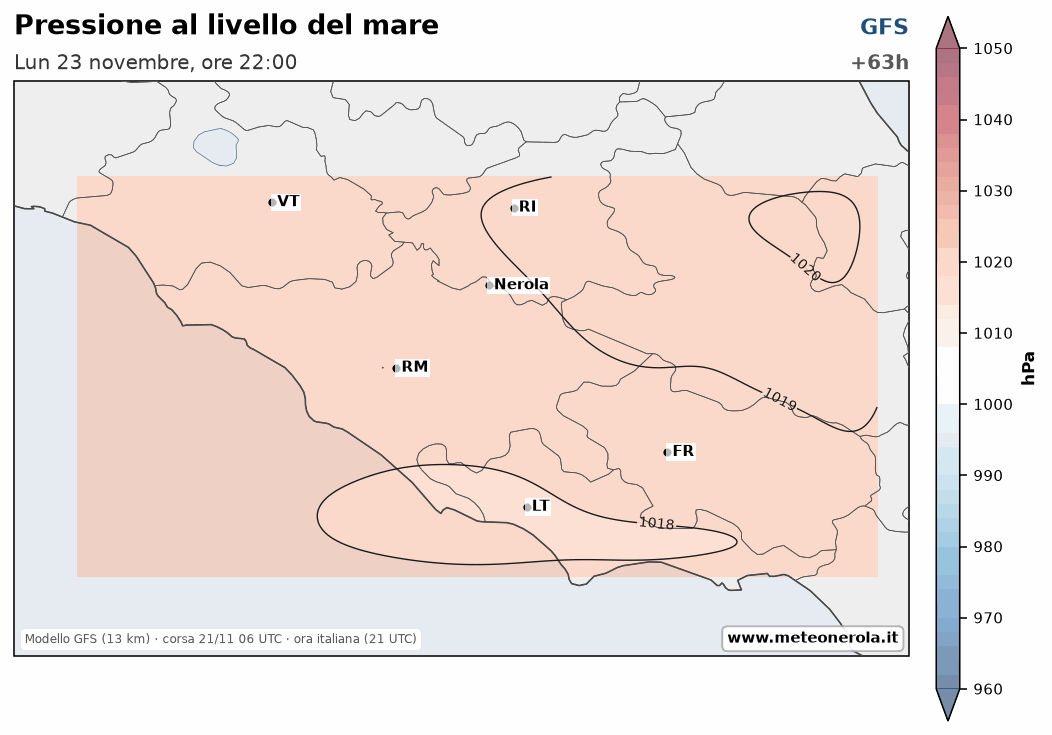 Pressione al livello del mare
GFS
Lun 23 novembre, ore 22:00
+63h
VT
RI
1020
Nerola
RM
1019
FR
LT
1018
Modello GFS (13 km) · corsa 21/11 06 UTC · ora italiana (21 UTC)
www.meteonerola.it
1050
1040
1030
1020
1010
1000
990
980
970
960
hPa